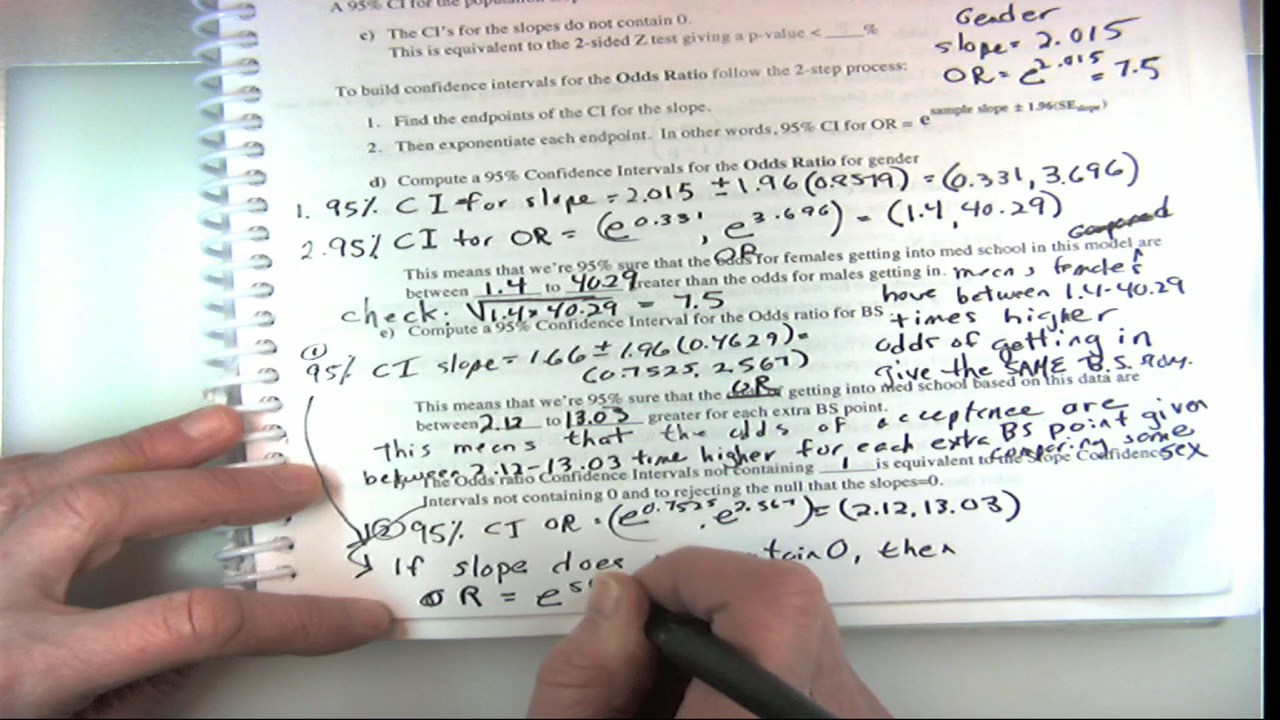 A 95% CI for the population
c) The CI's for the slopes do not contain 0.
This is equivalent to the 2-sided Z test giving a p-value < ___%
Gender
slope = 2.015
OR = e^2.015 = 7.5
To build confidence intervals for the Odds Ratio follow the 2-step process:
1. Find the endpoints of the CI for the slope.
2. Then exponentiate each endpoint. In other words, 95% CI for OR = e^sample slope ± 1.96(SEslope)
d) Compute a 95% Confidence Intervals for the Odds Ratio for gender
1. 95% CI for slope = 2.015 ± 1.96(0.8579) = (0.331, 3.696)
2. 95% CI for OR = (e^0.331, e^3.696) = (1.4, 40.29)
This means that we're 95% sure that the OR for females getting into med school in this model are
between 1.4 to 40.29 greater than the odds for males getting in.
compared
means females
have between 1.4-40.29
times higher
odds of getting in
give the SAME B.S.
check: √1.4 × 40.29 = 7.5
e) Compute a 95% Confidence Interval for the Odds ratio for BS
① 95% CI slope = 1.66 ± 1.96(0.4629) =
(0.7525, 2.567)
This means that we're 95% sure that the OR getting into med school based on this data are
between 2.12 to 13.03 greater for each extra BS point.
This means that the odds of acceptence are
between 2.12-13.03 time higher for each extra BS point given
comparing same
sex
f) The Odds ratio Confidence Intervals not containing 1 is equivalent to the Slope Confidence
Intervals not containing 0 and to rejecting the null that the slopes=0.
② 95% CI OR = (e^0.7525, e^2.567) = (2.12, 13.03)
If slope does tain 0, then
OR = e